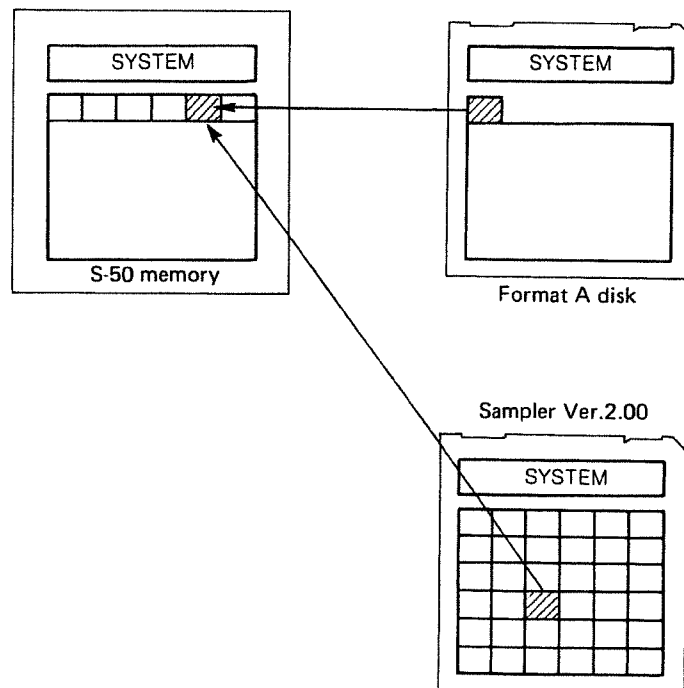 SYSTEM
S-50 memory
SYSTEM
Format A disk
Sampler Ver.2.00
SYSTEM